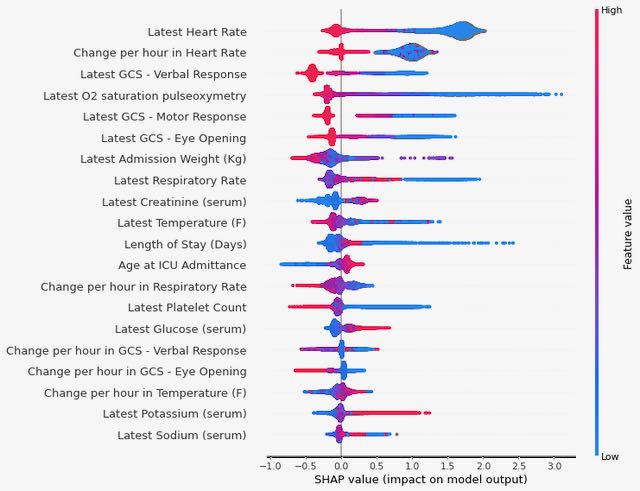 High
Latest Heart Rate
Change per hour in Heart Rate
Latest GCS - Verbal Response
Latest O2 saturation pulseoxymetry
Latest GCS - Motor Response
Latest GCS - Eye Opening
Latest Admission Weight (Kg)
Latest Respiratory Rate
Latest Creatinine (serum)
Latest Temperature (F)
Length of Stay (Days)
Age at ICU Admittance
Change per hour in Respiratory Rate
Latest Platelet Count
Latest Glucose (serum)
Change per hour in GCS - Verbal Response
Change per hour in GCS - Eye Opening
Change per hour in Temperature (F)
Latest Potassium (serum)
Latest Sodium (serum)
Feature value
Low
−1.0 −0.5 0.0 0.5 1.0 1.5 2.0 2.5 3.0
SHAP value (impact on model output)